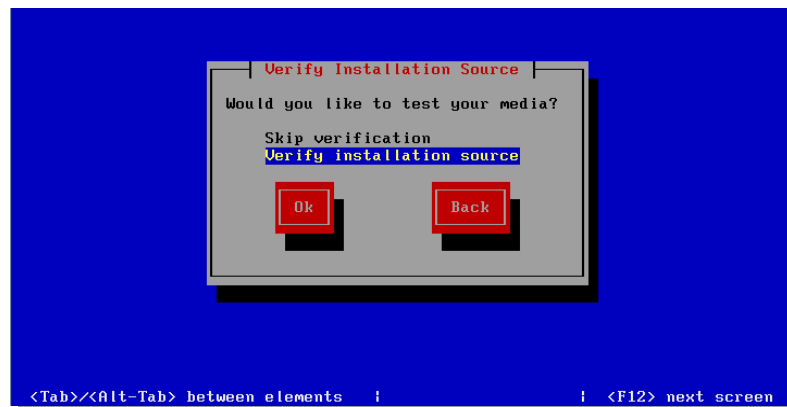 Verify Installation Source
Would you like to test your media?
Skip verification
Verify installation source
Ok Back
<Tab>/<Alt-Tab> between elements | | <F12> next screen